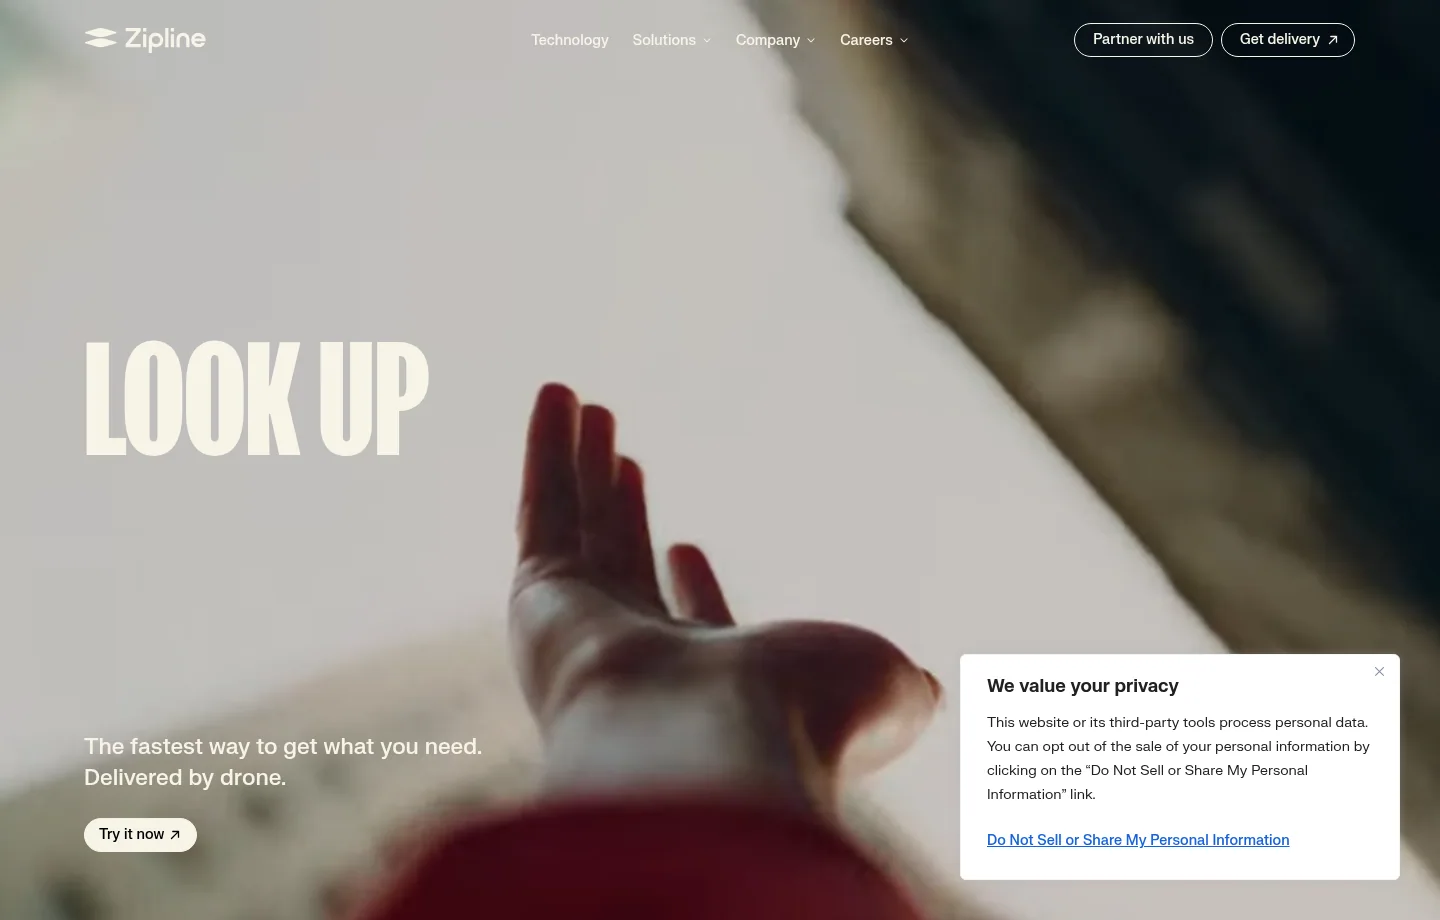 Zipline
Technology
Solutions
Company
Careers
Partner with us
Get delivery
LOOK UP
The fastest way to get what you need.
Delivered by drone.
Try it now
We value your privacy
This website or its third-party tools process personal data.
You can opt out of the sale of your personal information by
clicking on the “Do Not Sell or Share My Personal
Information” link.
Do Not Sell or Share My Personal Information